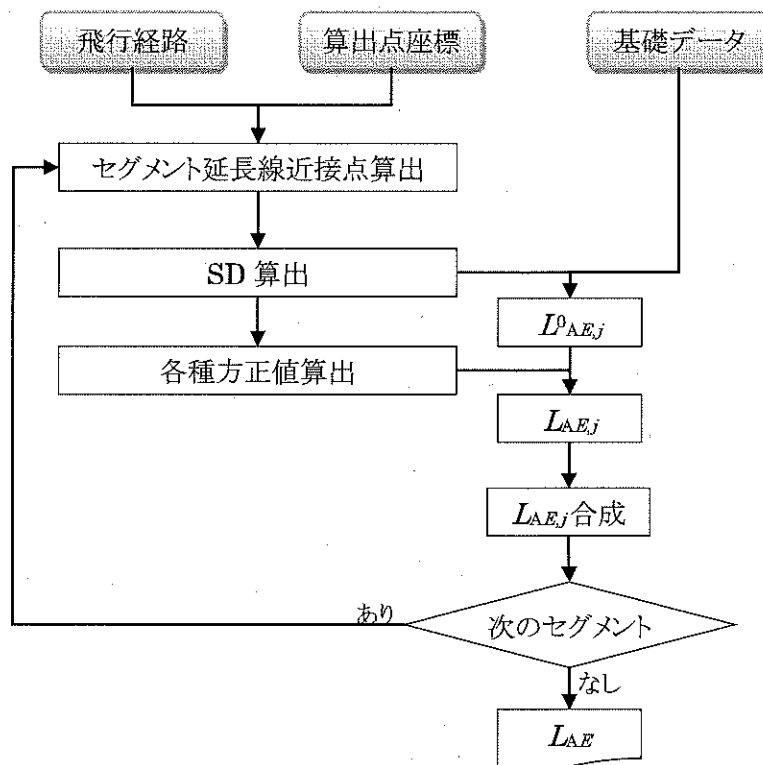 飛行経路
算出点座標
基礎データ
セグメント延長線近接点算出
SD 算出
L⁰AE,j
各種方正値算出
LAE,j
LAE,j合成
あり
次のセグメント
なし
LAE